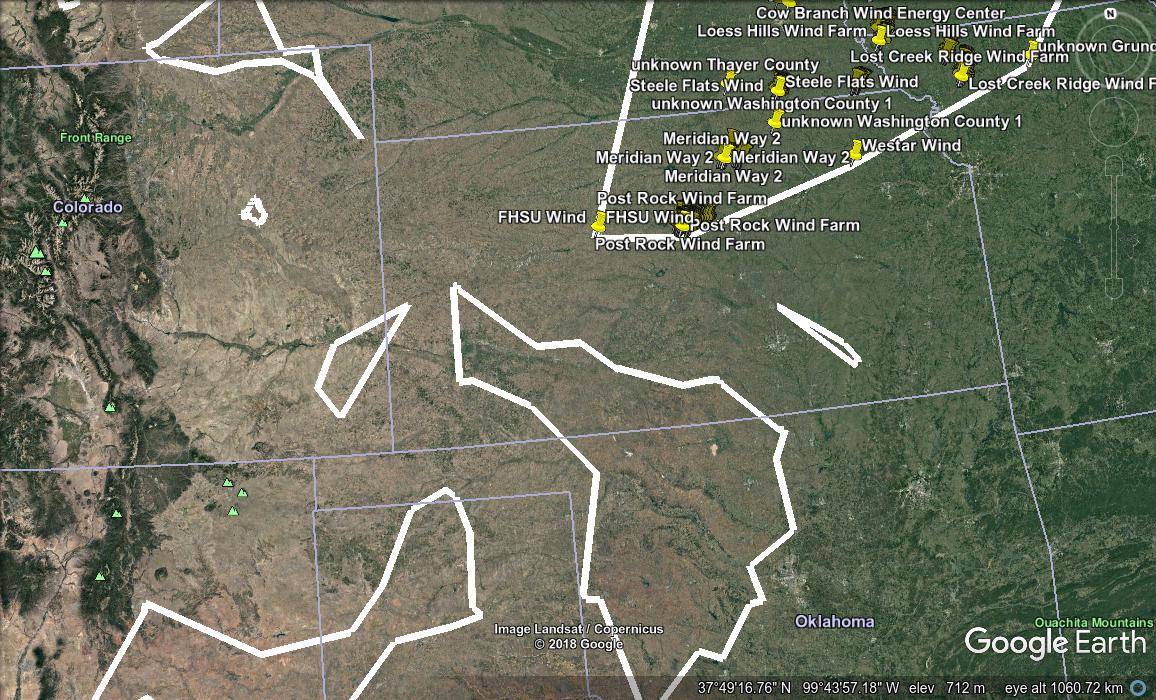 Cow Branch Wind Energy Center
Loess Hills Wind Farm
Loess Hills Wind Farm
N
unknown Grund
Lost Creek Ridge Wind Farm
unknown Thayer County
Steele Flats Wind
Steele Flats Wind
Lost Creek Ridge Wind F
unknown Washington County 1
unknown Washington County 1
Front Range
Meridian Way 2
Westar Wind
Meridian Way 2
Meridian Way 2
Meridian Way 2
Colorado
Post Rock Wind Farm
FHSU Wind
FHSU Wind
Post Rock Wind Farm
Post Rock Wind Farm
Oklahoma
Ouachita Mountains
Image Landsat / Copernicus
© 2018 Google
Google Earth
37°49'16.76" N 99°43'57.18" W elev 712 m eye alt 1060.72 km